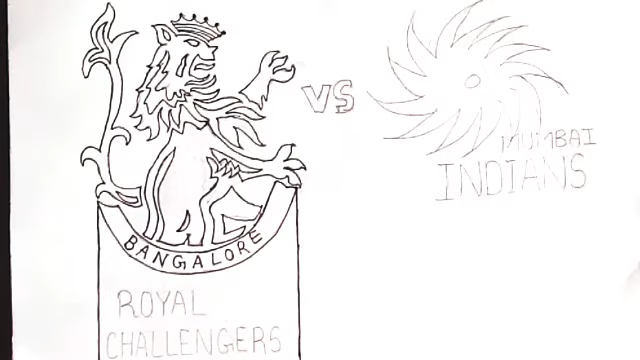 VS
MUMBAI
INDIANS
BANGALORE
ROYAL
CHALLENGERS